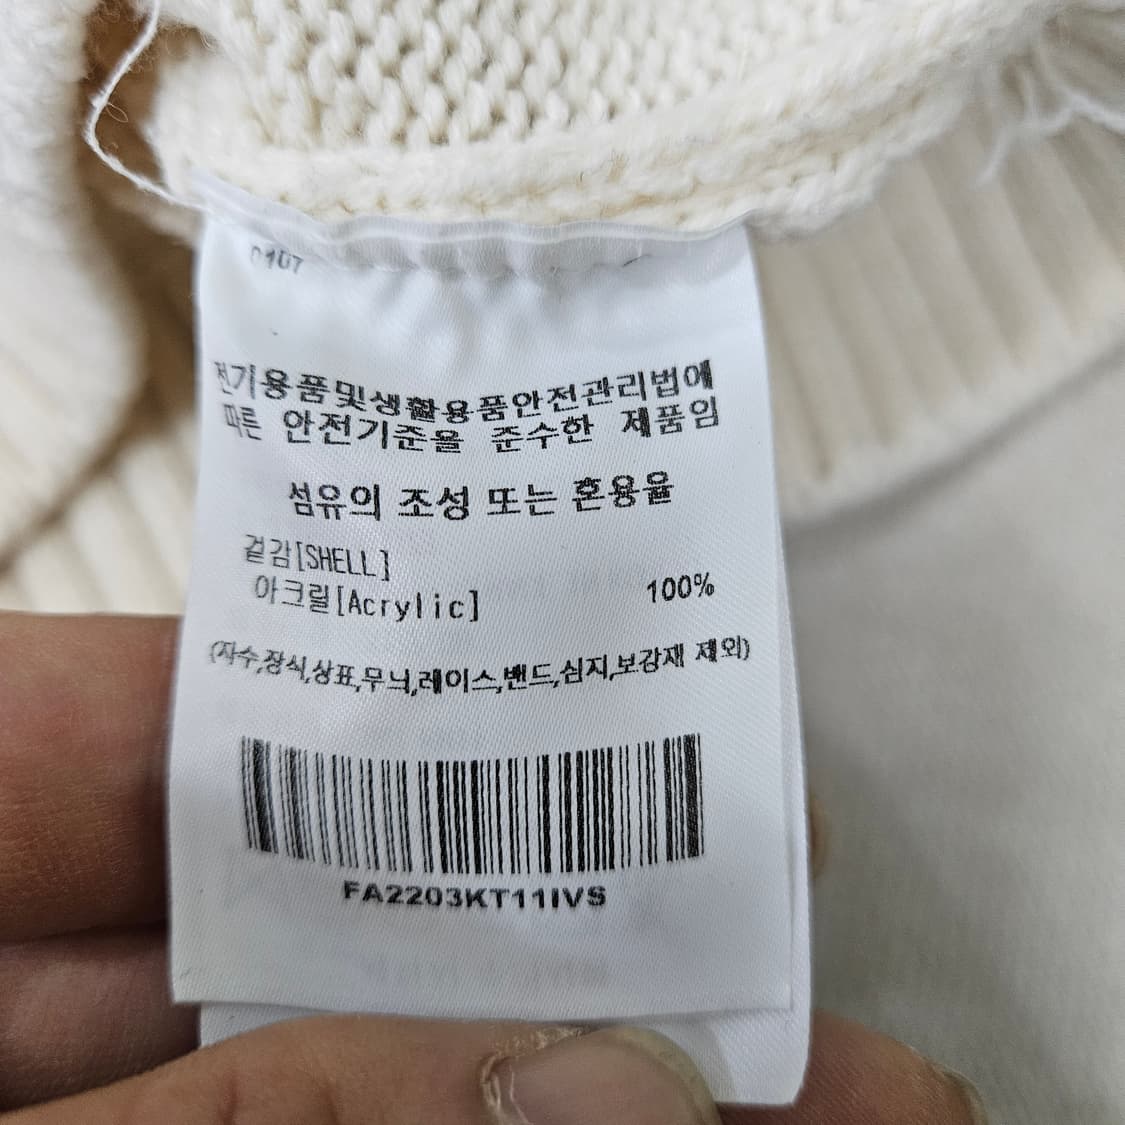 0107
전기용품및생활용품안전관리법에
따른 안전기준을 준수한 제품임
섬유의 조성 또는 혼용율
겉감[SHELL]
아크릴[Acrylic] 100%
(자수,장식,상표,무늬,레이스,밴드,심지,보강재 제외)
FA2203KT11IVS